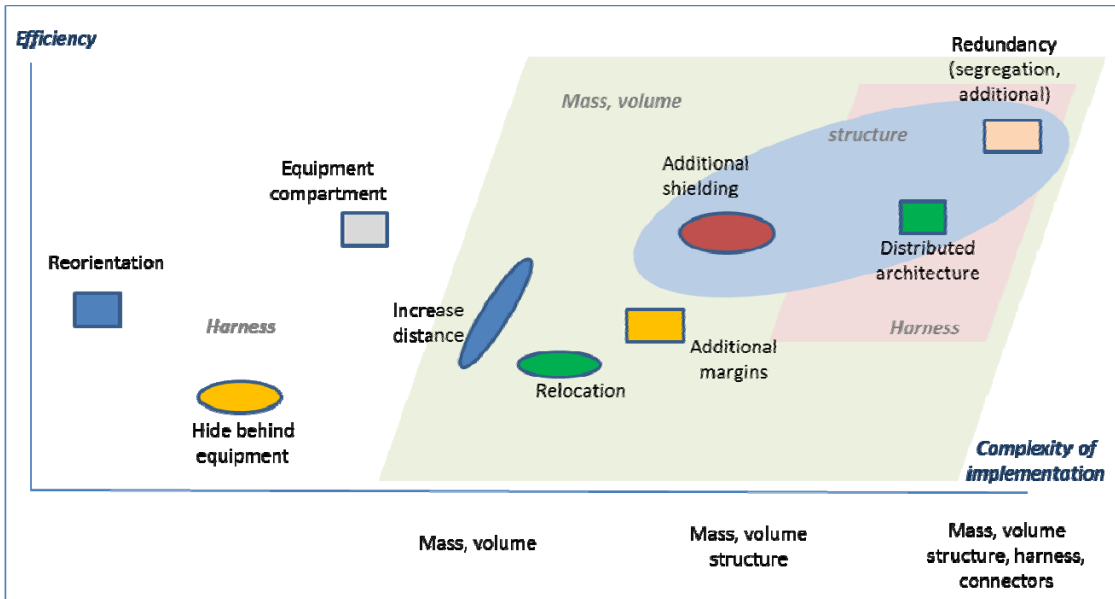 Efficiency
Redundancy
(segregation,
additional)
Mass, volume
structure
Equipment
compartment
Additional
shielding
Reorientation
Distributed
architecture
Increase
distance
Harness
Harness
Additional
margins
Relocation
Hide behind
equipment
Complexity of
implementation
Mass, volume
Mass, volume
structure
Mass, volume
structure, harness,
connectors